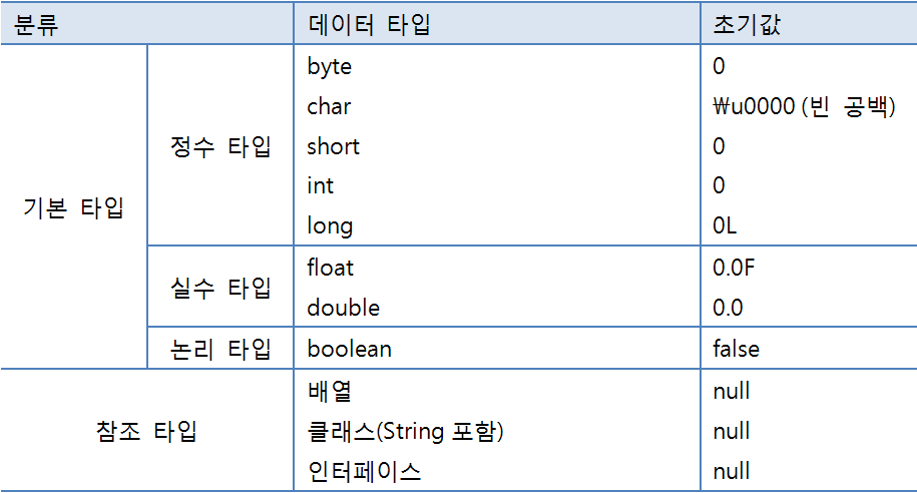 분류 데이터 타입 초기값
기본 타입
정수 타입
byte 0
char ₩u0000 (빈 공백)
short 0
int 0
long 0L
실수 타입
float 0.0F
double 0.0
논리 타입 boolean false
참조 타입
배열 null
클래스(String 포함) null
인터페이스 null